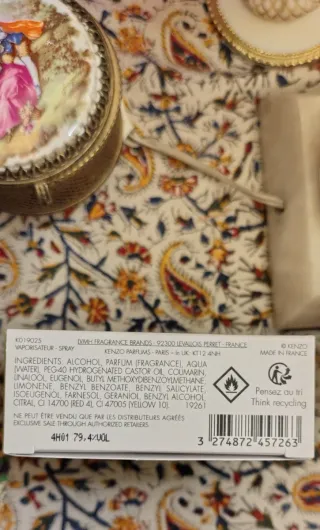 K019025
VAPORISATEUR - SPRAY
LVMH FRAGRANCE BRANDS - 92300 LEVALLOIS PERRET - FRANCE
KENZO PARFUMS - PARIS - UK: KT12 4NH
© KENZO
MADE IN FRANCE
INGREDIENTS: ALCOHOL, PARFUM (FRAGRANCE), AQUA
(WATER), PEG-40 HYDROGENATED CASTOR OIL, COUMARIN,
LINALOOL, EUGENOL, BUTYL METHOXYDIBENZOYLMETHANE,
LIMONENE, BENZYL BENZOATE, BENZYL SALICYLATE,
ISOEUGENOL, FARNESOL, GERANIOL, BENZYL ALCOHOL,
CITRAL, CI 14700 (RED 4), CI 47005 (YELLOW 10). 19261
NE PEUT ÊTRE VENDU QUE PAR LES DISTRIBUTEURS AGRÉÉS
EXCLUSIVE SALE THROUGH AUTHORIZED RETAILERS
4H01 79,4%VOL
Pensez au tri
Think recycling
3 274872 457263